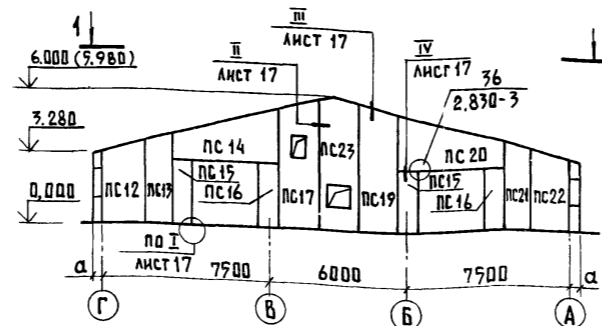 1
6.000 (5.980)
3.280
0,000
II
ЛИСТ 17
III
ЛИСТ 17
IV
ЛИСТ 17
36
2.830-3
ПС 14
ПС23
ПС 20
ПС12
ПС13
ПС15
ПС16
ПС17
ПС19
ПС15
ПС16
ПС21
ПС22
ПО I
ЛИСТ 17
а
7500
6000
7500
а
Г
В
Б
А